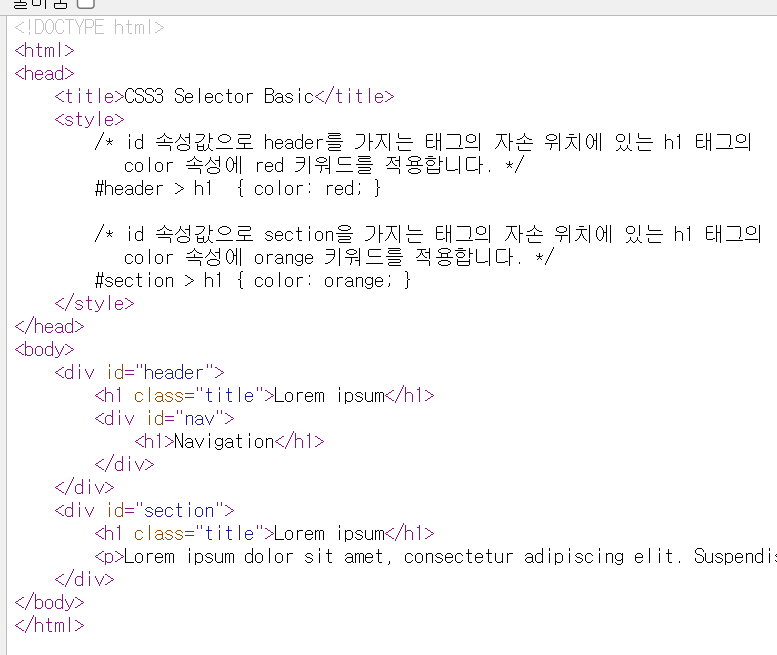 줄바꿈
<!DOCTYPE html>
<html>
<head>
    <title>CSS3 Selector Basic</title>
    <style>
        /* id 속성값으로 header를 가지는 태그의 자손 위치에 있는 h1 태그의
           color 속성에 red 키워드를 적용합니다. */
        #header > h1  { color: red; }

        /* id 속성값으로 section을 가지는 태그의 자손 위치에 있는 h1 태그의
           color 속성에 orange 키워드를 적용합니다. */
        #section > h1 { color: orange; }
    </style>
</head>
<body>
    <div id="header">
        <h1 class="title">Lorem ipsum</h1>
        <div id="nav">
            <h1>Navigation</h1>
        </div>
    </div>
    <div id="section">
        <h1 class="title">Lorem ipsum</h1>
        <p>Lorem ipsum dolor sit amet, consectetur adipiscing elit. Suspendis
    </div>
</body>
</html>